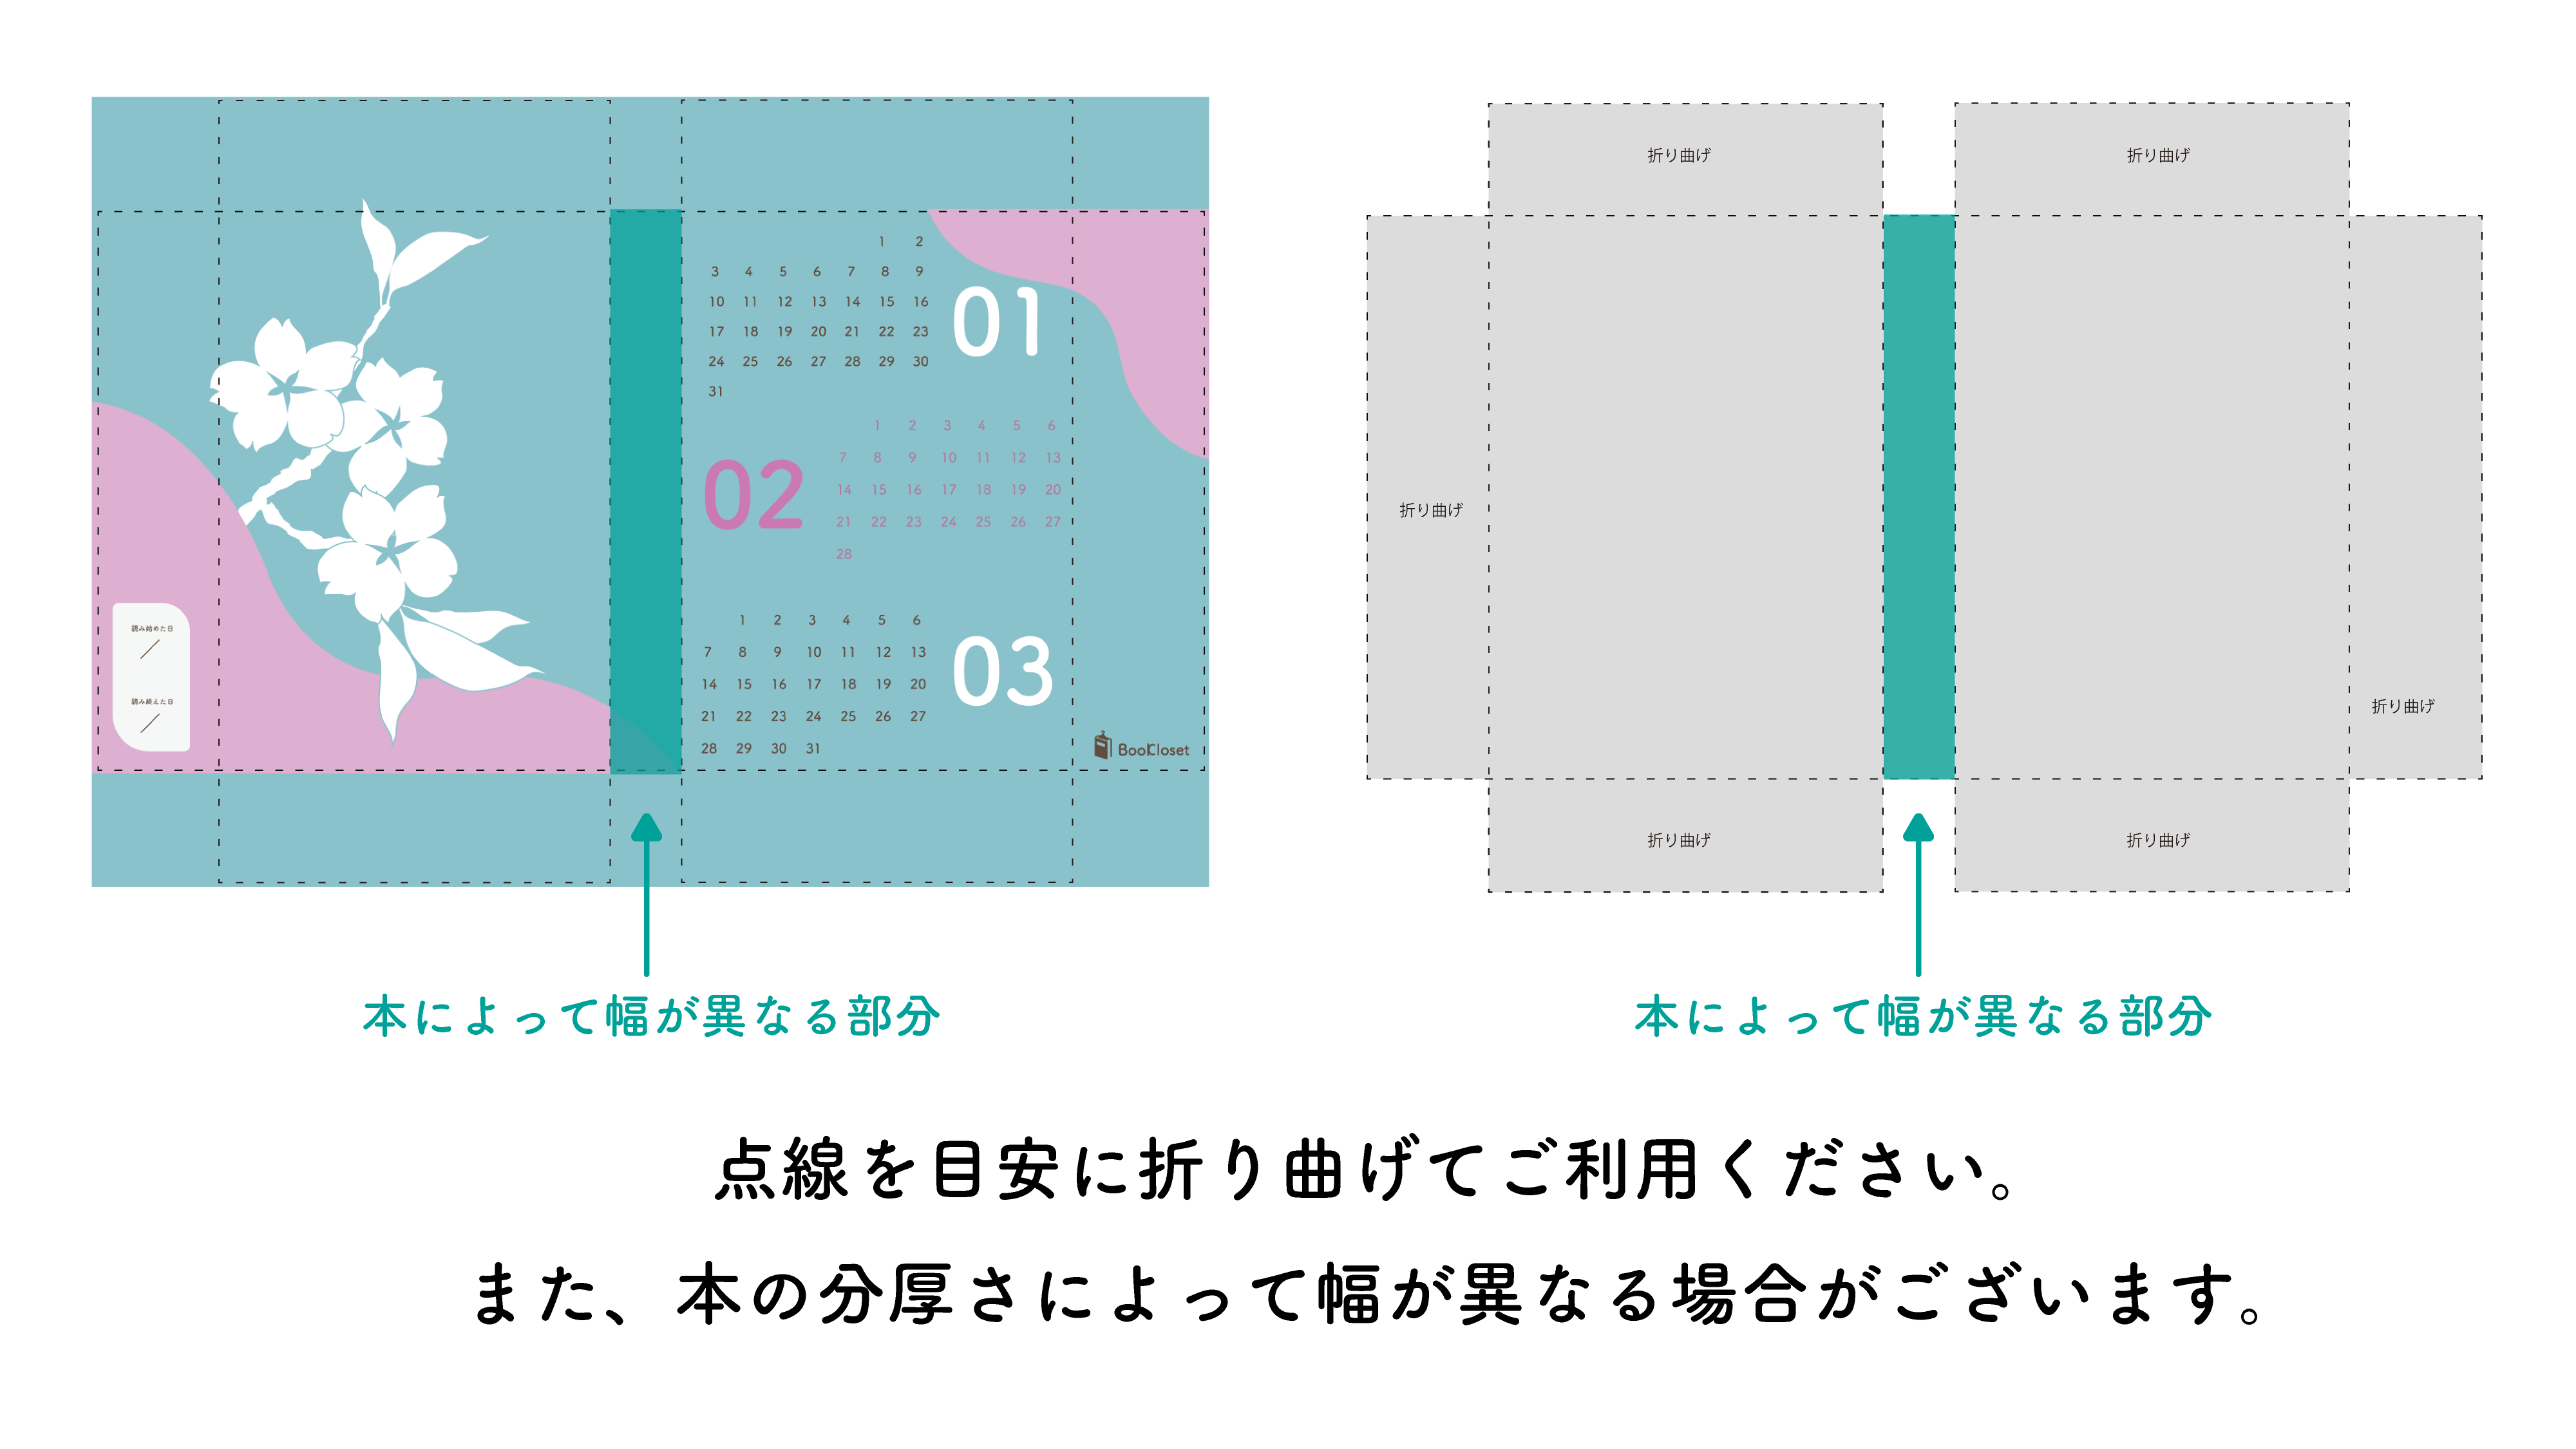 1 2
3 4 5 6 7 8 9
10 11 12 13 14 15 16
17 18 19 20 21 22 23
24 25 26 27 28 29 30
31
01
02
1 2 3 4 5 6
7 8 9 10 11 12 13
14 15 16 17 18 19 20
21 22 23 24 25 26 27
28
1 2 3 4 5 6
7 8 9 10 11 12 13
14 15 16 17 18 19 20
21 22 23 24 25 26 27
28 29 30 31
03
読み始めた日
/
読み終えた日
/
BookCloset
本によって幅が異なる部分
折り曲げ
折り曲げ
折り曲げ
折り曲げ
折り曲げ
折り曲げ
本によって幅が異なる部分
点線を目安に折り曲げてご利用ください。
また、本の分厚さによって幅が異なる場合がございます。